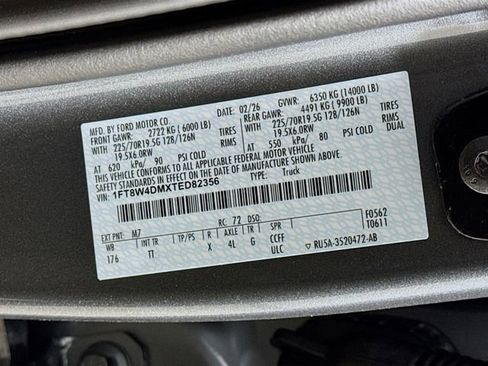 MFD. BY FORD MOTOR CO.
DATE: 02/26 GVWR: 6350 KG (14000 LB)
FRONT GAWR: 2722 KG (6000 LB) REAR GAWR: 4491 KG (9900 LB)
WITH 225/70R19.5G 128/126N TIRES WITH 225/70R19.5G 128/126N TIRES
19.5X6.0RW RIMS 19.5X6.0RW RIMS
AT 620 kPa/ 90 PSI COLD AT 550 kPa/ 80 PSI COLD DUAL
THIS VEHICLE CONFORMS TO ALL APPLICABLE FEDERAL MOTOR VEHICLE SAFETY STANDARDS IN EFFECT ON THE
DATE OF MANUFACTURE SHOWN ABOVE.
VIN: 1FT8W4DMXTED82356 TYPE: Truck
F0562
T0611
EXT PNT: M7 RC: 72 DSO:
WB INT TR TP/PS R AXLE TR
176 TT X 4L G
CCFF
ULC
RU5A-3520472-AB